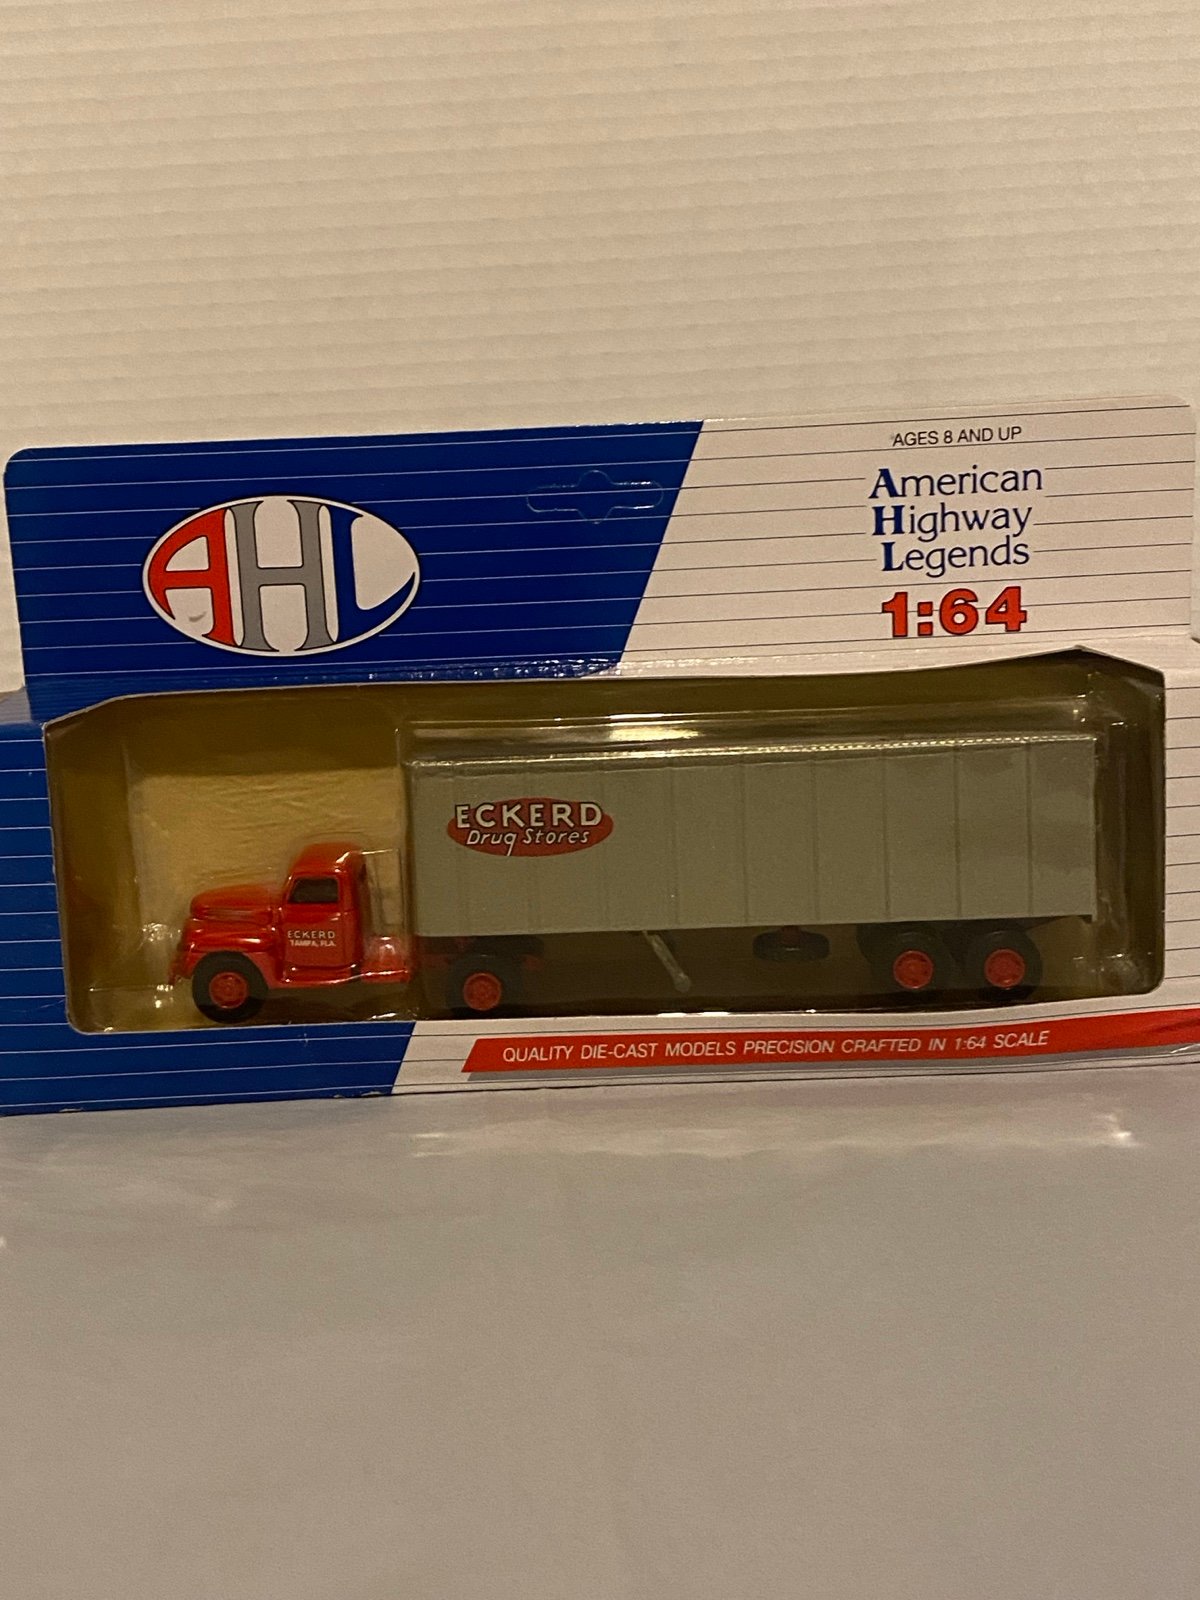 AGES 8 AND UP
AHL
American
Highway
Legends
1:64
ECKERD
Drug Stores
ECKERD
TAMPA, FLA.
QUALITY DIE-CAST MODELS PRECISION CRAFTED IN 1:64 SCALE